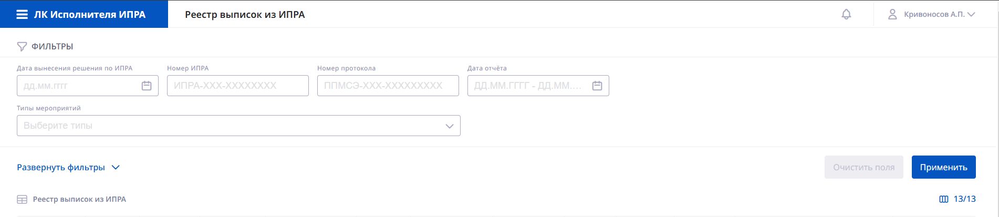 ЛК Исполнителя ИПРА
Реестр выписок из ИПРА
Кривоносов А.П.
ФИЛЬТРЫ
Дата вынесения решения по ИПРА
Номер ИПРА
Номер протокола
Дата отчёта
дд.мм.гггг
ИПРА-XXX-XXXXXXXX
ППМСЭ-XXX-XXXXXXXXX
ДД.ММ.ГГГГ - ДД.ММ....
Типы мероприятий
Выберите типы
Развернуть фильтры
Очистить поля
Применить
Реестр выписок из ИПРА
13/13